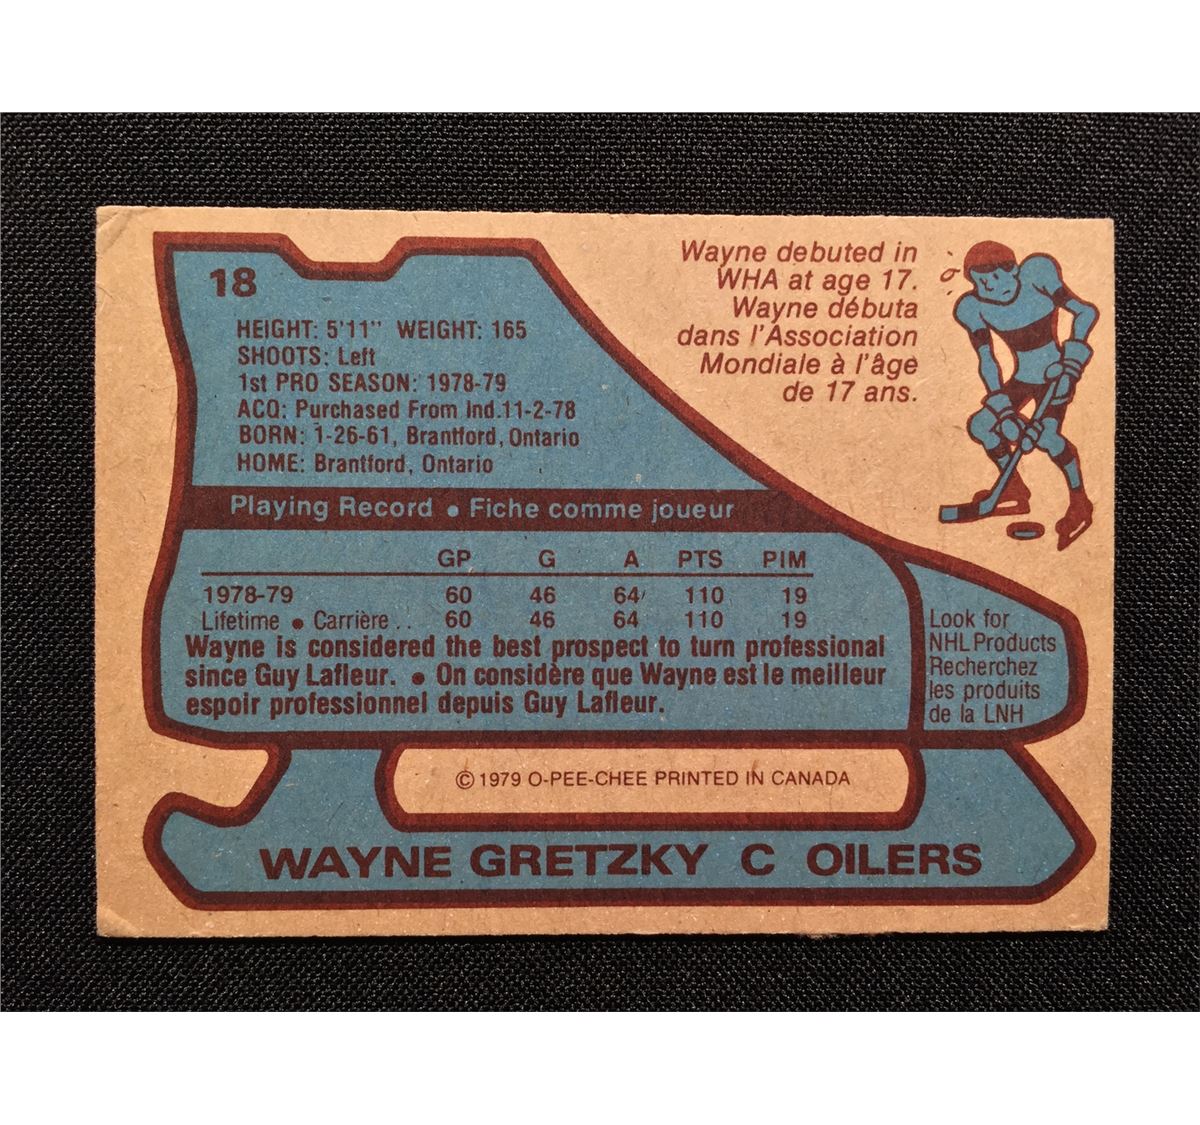 18
HEIGHT: 5'11" WEIGHT: 165
SHOOTS: Left
1st PRO SEASON: 1978-79
ACQ: Purchased From Ind.11-2-78
BORN: 1-26-61, Brantford, Ontario
HOME: Brantford, Ontario
Wayne debuted in
WHA at age 17.
Wayne débuta
dans l'Association
Mondiale à l'âge
de 17 ans.
Playing Record • Fiche comme joueur
GP G A PTS PIM
1978-79 60 46 64 110 19
Lifetime • Carrière .. 60 46 64 110 19
Wayne is considered the best prospect to turn professional
since Guy Lafleur. • On considère que Wayne est le meilleur
espoir professionnel depuis Guy Lafleur.
Look for
NHL Products
Recherchez
les produits
de la LNH
© 1979 O-PEE-CHEE PRINTED IN CANADA
WAYNE GRETZKY C OILERS